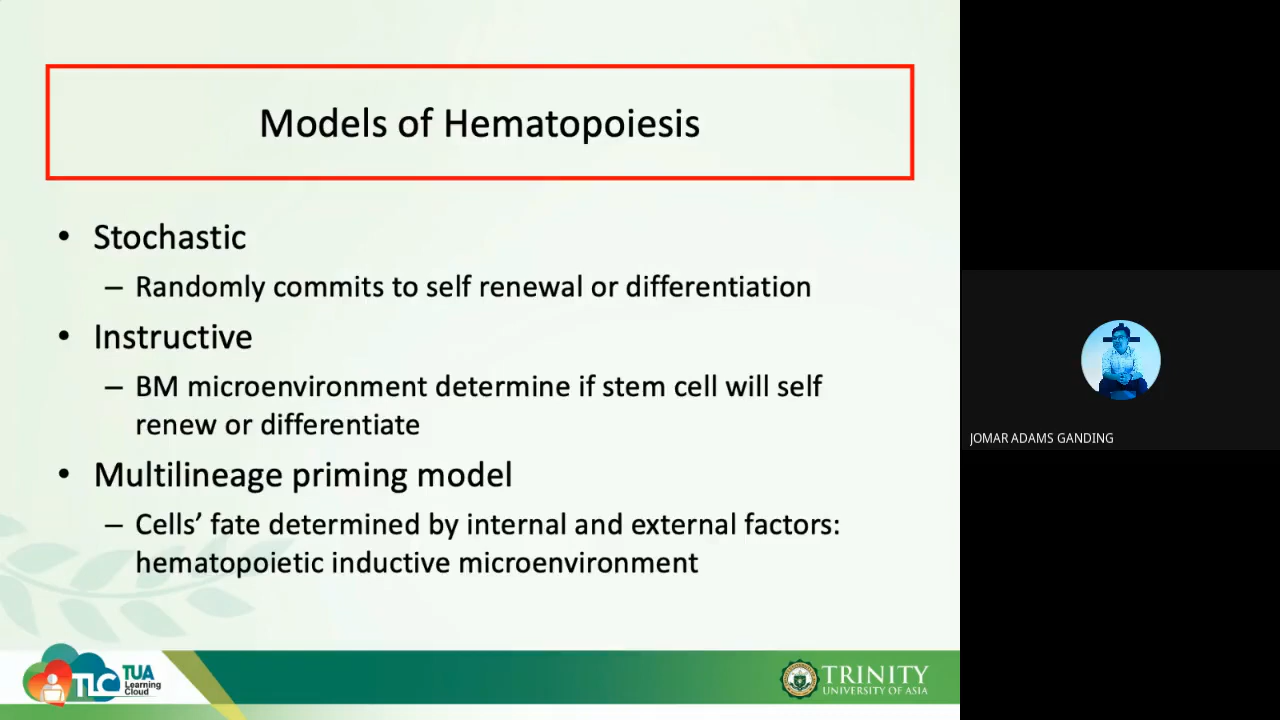 Models of Hematopoiesis
• Stochastic
– Randomly commits to self renewal or differentiation
• Instructive
– BM microenvironment determine if stem cell will self
renew or differentiate
• Multilineage priming model
– Cells’ fate determined by internal and external factors:
hematopoietic inductive microenvironment
JOMAR ADAMS GANDING
TLC
TUA
Learning
Cloud
TRINITY
UNIVERSITY OF ASIA